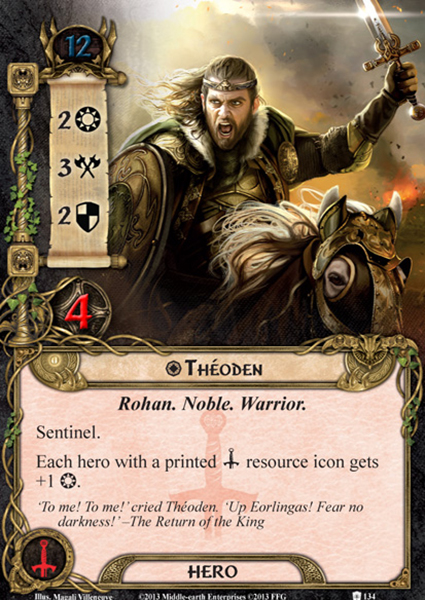 12
2
3
2
4
Théoden
Rohan. Noble. Warrior.
Sentinel.
Each hero with a printed resource icon gets
+1 .
'To me! To me!' cried Théoden. 'Up Eorlingas! Fear no
darkness!' –The Return of the King
HERO
Illus. Magali Villeneuve ©2013 Middle-earth Enterprises ©2013 FFG 134